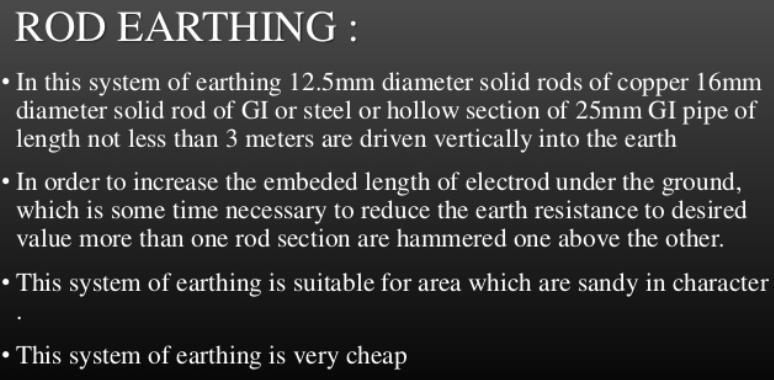 ROD EARTHING :
• In this system of earthing 12.5mm diameter solid rods of copper 16mm
diameter solid rod of GI or steel or hollow section of 25mm GI pipe of
length not less than 3 meters are driven vertically into the earth
• In order to increase the embeded length of electrod under the ground,
which is some time necessary to reduce the earth resistance to desired
value more than one rod section are hammered one above the other.
• This system of earthing is suitable for area which are sandy in character
.
• This system of earthing is very cheap